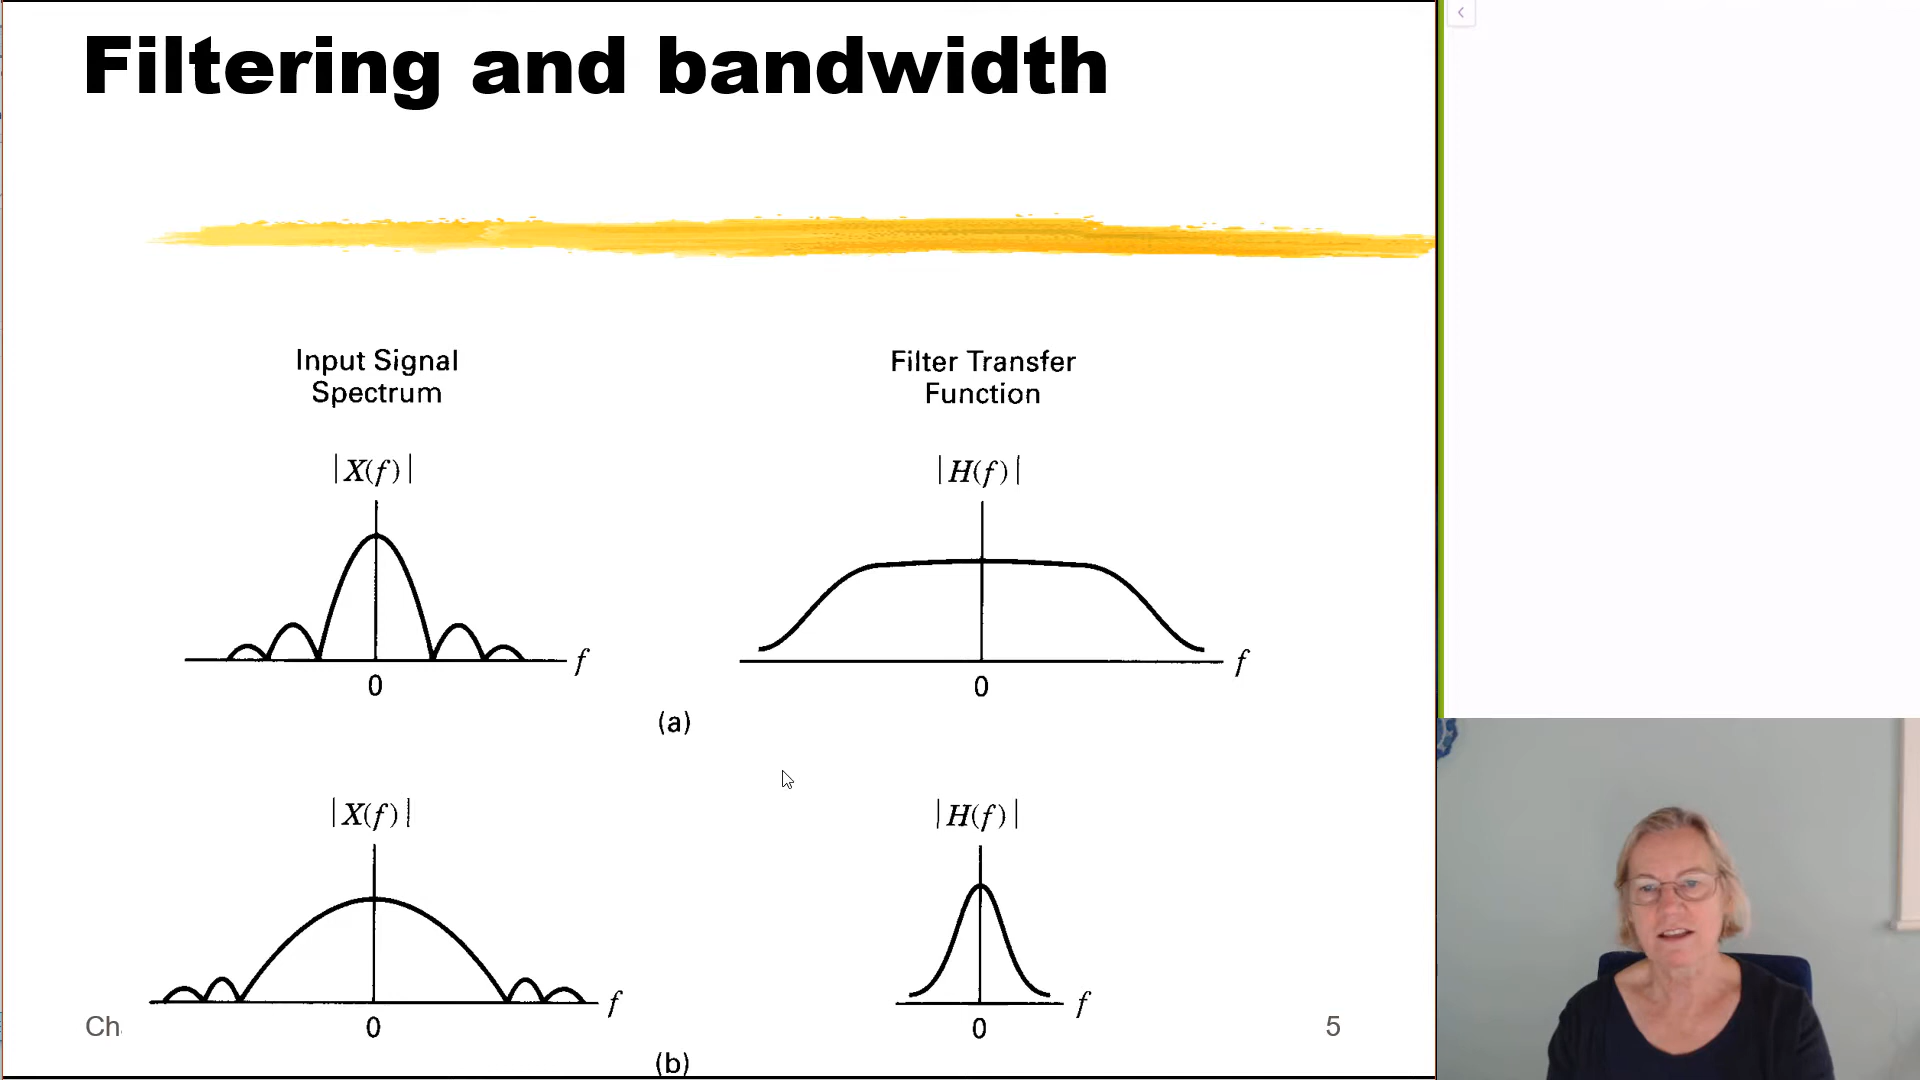 Filtering and bandwidth
Input Signal
Spectrum
Filter Transfer
Function
|X(f)|
|H(f)|
f
0
f
0
(a)
|X(f)|
|H(f)|
f
0
f
0
Ch
5
(b)